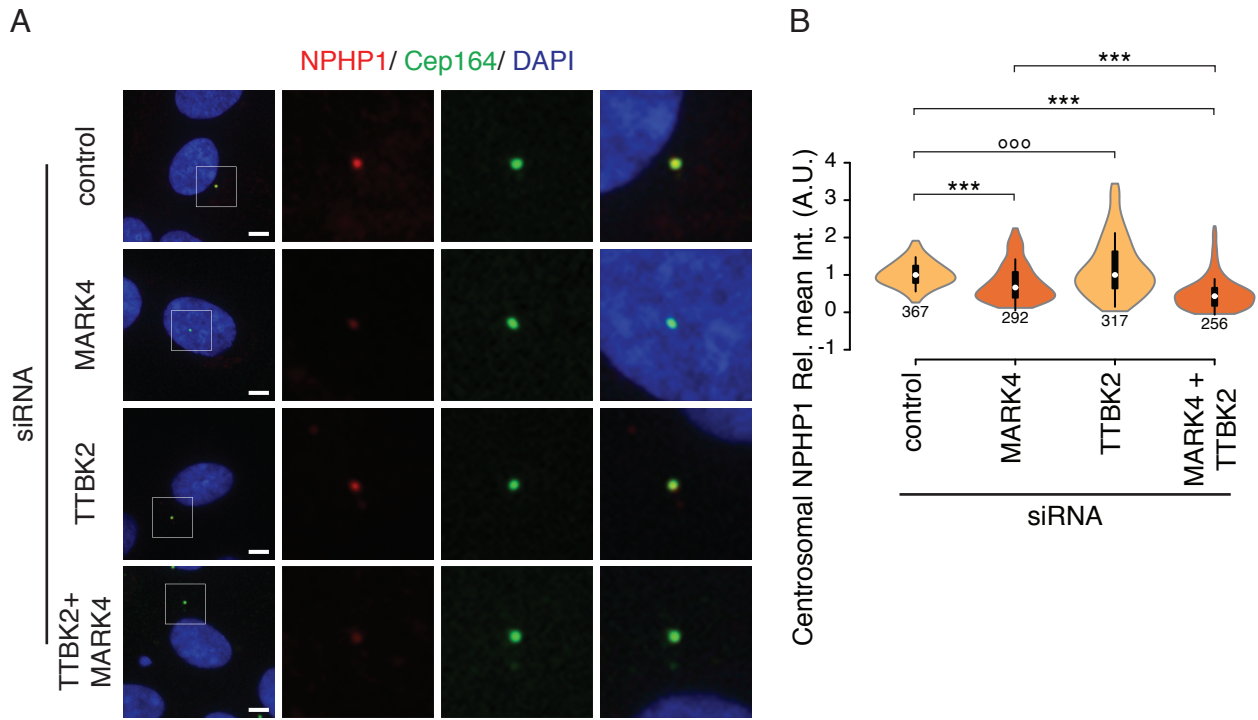 A
NPHP1/ Cep164/ DAPI
siRNA
control
MARK4
TTBK2
TTBK2+
MARK4
B
***
***
°°°
***
Centrosomal NPHP1 Rel. mean Int. (A.U.)
4
3
2
1
0
-1
367
292
317
256
control
MARK4
TTBK2
MARK4 +
TTBK2
siRNA